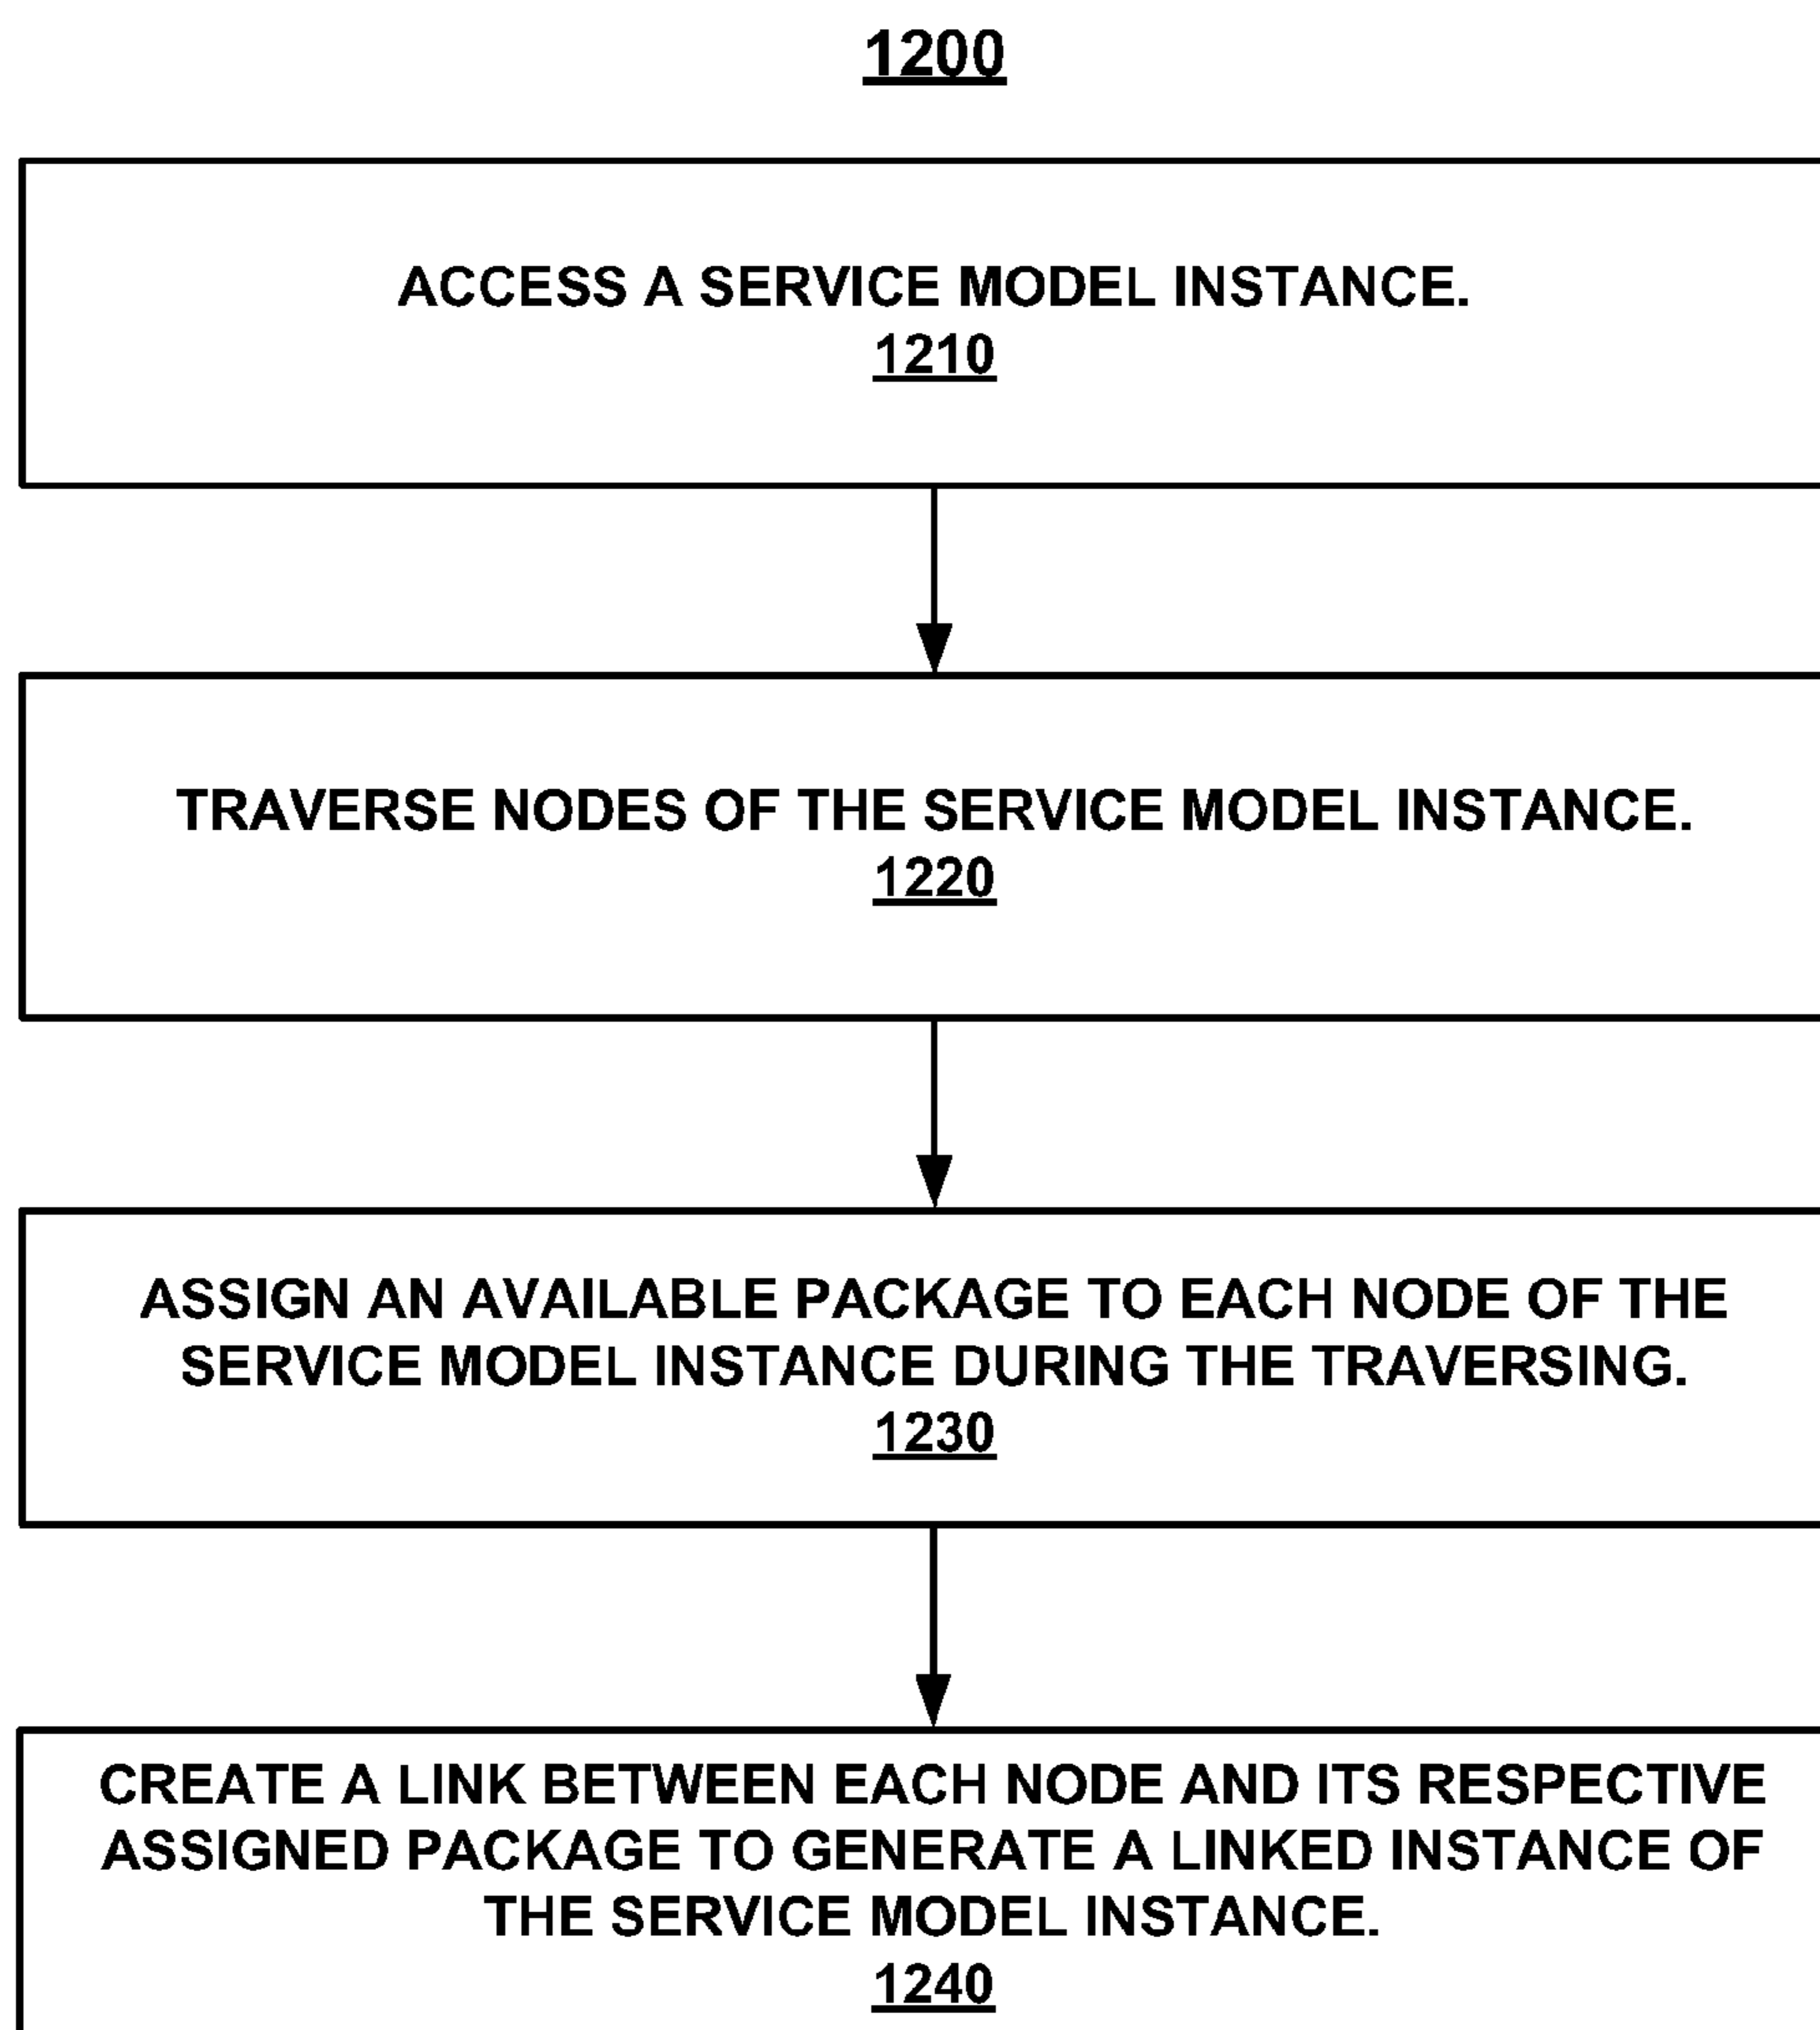 1200
ACCESS A SERVICE MODEL INSTANCE.
1210
TRAVERSE NODES OF THE SERVICE MODEL INSTANCE.
1220
ASSIGN AN AVAILABLE PACKAGE TO EACH NODE OF THE
SERVICE MODEL INSTANCE DURING THE TRAVERSING.
1230
CREATE A LINK BETWEEN EACH NODE AND ITS RESPECTIVE
ASSIGNED PACKAGE TO GENERATE A LINKED INSTANCE OF
THE SERVICE MODEL INSTANCE.
1240